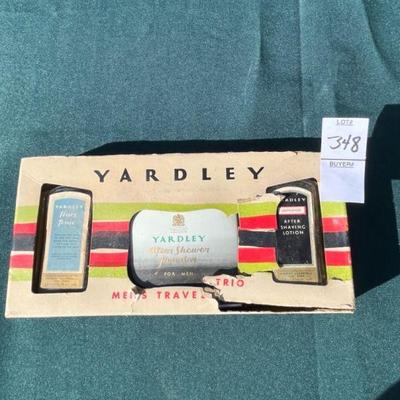 LOTE
348
BUYER#
YARDLEY
YARDLEY
Hair
Tonic
YARDLEY
After Shower
Powder
FOR MEN
YARDLEY
AFTER
SHAVING
LOTION
TRIO
MEN'S TRAVEL